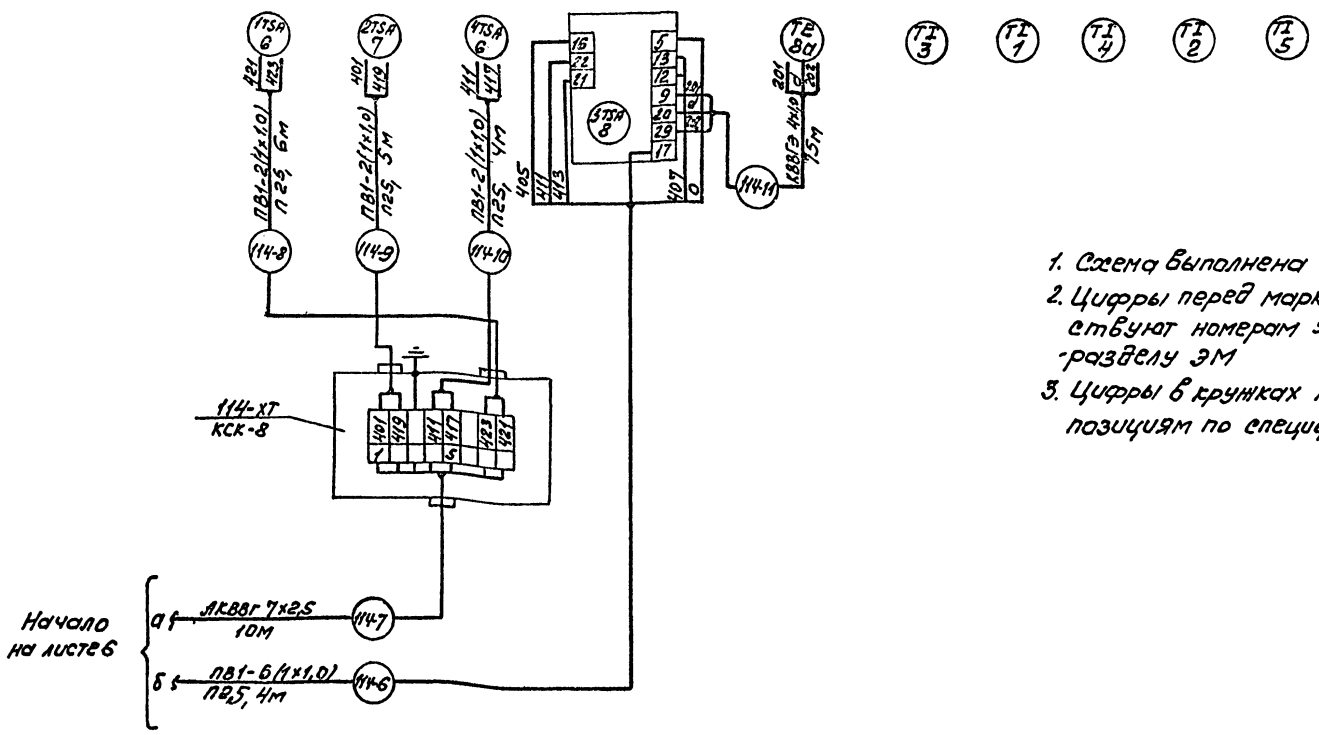 1TSA 6
2TSA 7
4TSA 6
3TSA 8
TE 8а
TI 3
TI 1
TI 4
TI 2
TI 5
421
423
401
419
411
417
16
22
21
5
13
12
9
20
29
17
201
d
202
201
d
202
405
411
413
407
0
ПВ1-2(1х1,0)
П25, 6м
ПВ1-2(1х1,0)
П25, 5м
ПВ1-2(1х1,0)
П25, 4м
КВВГЭ 4х1,0
7,5м
114-8
114-9
114-10
114-11
114-ХТ
КСК-8
401
419
411
417
423
421
1
5
Начало
на листе 6
а
АКВВГ 7х2,5
10м
114-7
б
ПВ1-6(1х1,0)
П25, 4м
114-6
1. Схема выполнена
2. Цифры перед марк
ствуют номерам
разделу ЭМ
3. Цифры в кружках
позициям по специ